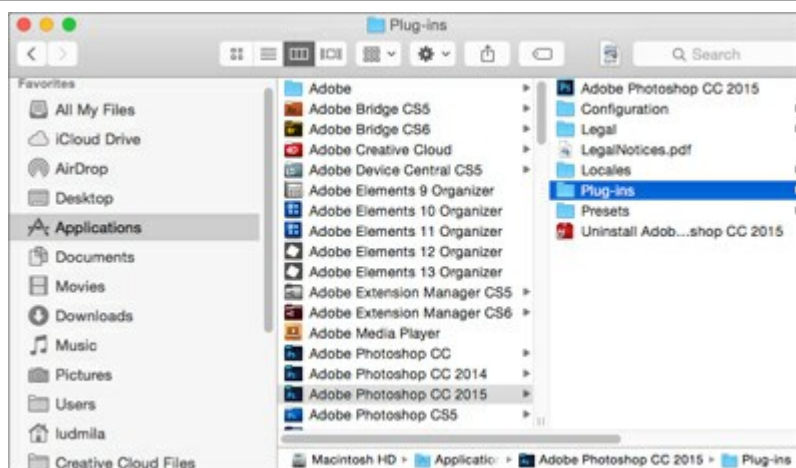 Plug-ins
Search
Favorites
All My Files
iCloud Drive
AirDrop
Desktop
Applications
Documents
Movies
Downloads
Music
Pictures
Users
ludmila
Creative Cloud Files
Adobe
Adobe Bridge CS5
Adobe Bridge CS6
Adobe Creative Cloud
Adobe Device Central CS5
Adobe Elements 9 Organizer
Adobe Elements 10 Organizer
Adobe Elements 11 Organizer
Adobe Elements 12 Organizer
Adobe Elements 13 Organizer
Adobe Extension Manager CS5
Adobe Extension Manager CS6
Adobe Media Player
Adobe Photoshop CC
Adobe Photoshop CC 2014
Adobe Photoshop CC 2015
Adobe Photoshop CS5
Adobe Photoshop CC 2015
Configuration
Legal
LegalNotices.pdf
Locales
Plug-ins
Presets
Uninstall Adob...shop CC 2015
Macintosh HD ▸ Applicatio ▸ Adobe Photoshop CC 2015 ▸ Plug-ins